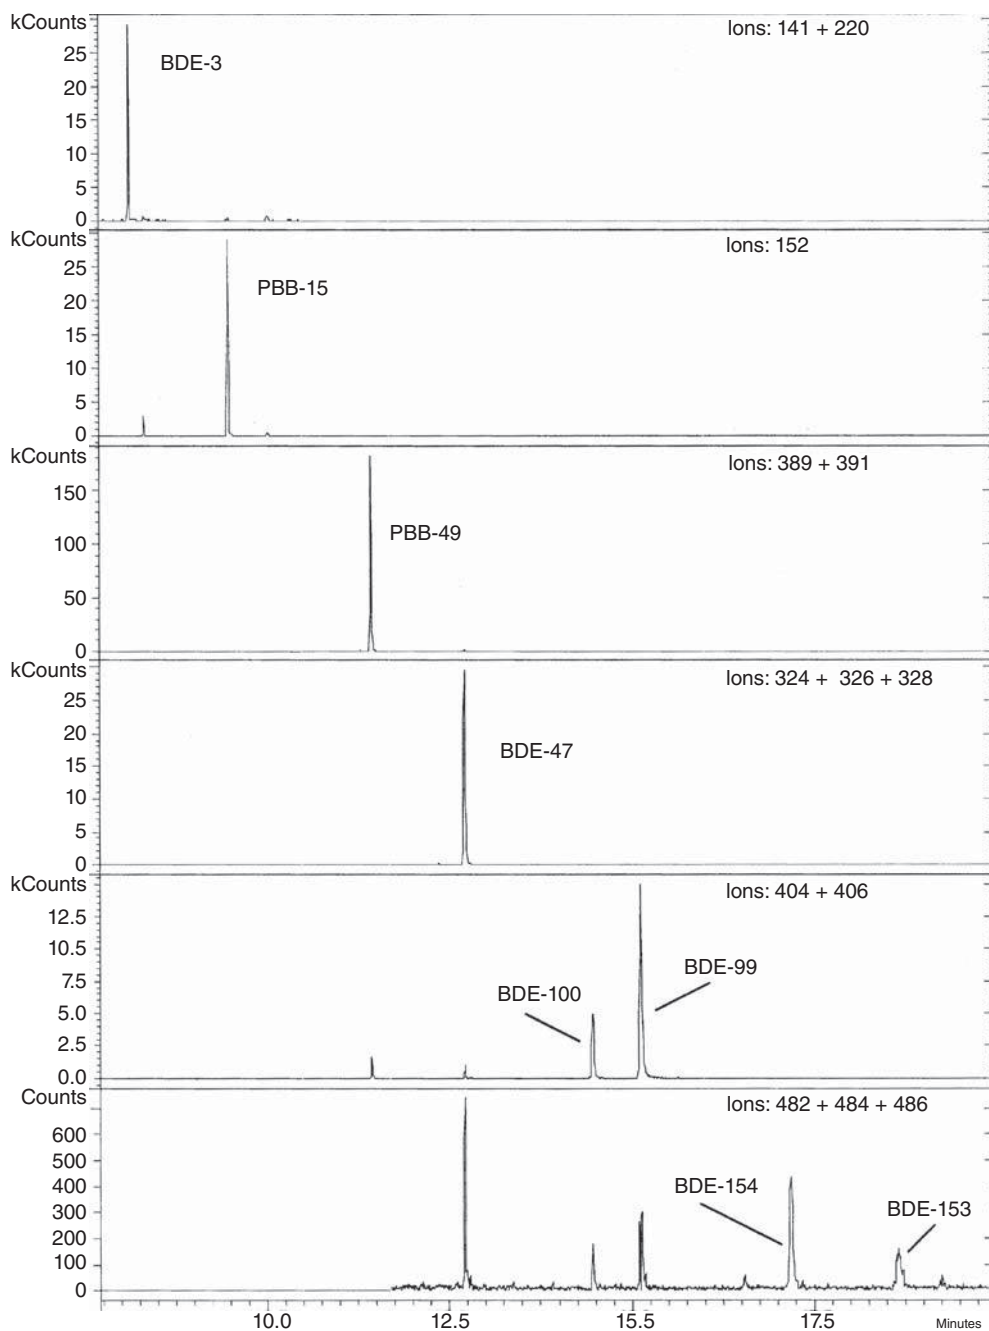 kCounts
Ions: 141 + 220
BDE-3
25
20
15
10
5
0
kCounts
Ions: 152
PBB-15
25
20
15
10
5
0
kCounts
Ions: 389 + 391
PBB-49
150
100
50
0
kCounts
Ions: 324 + 326 + 328
BDE-47
25
20
15
10
5
0
kCounts
Ions: 404 + 406
BDE-99
BDE-100
12.5
10.5
7.5
5.0
2.5
0.0
Counts
Ions: 482 + 484 + 486
BDE-154
BDE-153
600
500
400
300
200
100
0
10.0 12.5 15.5 17.5 Minutes